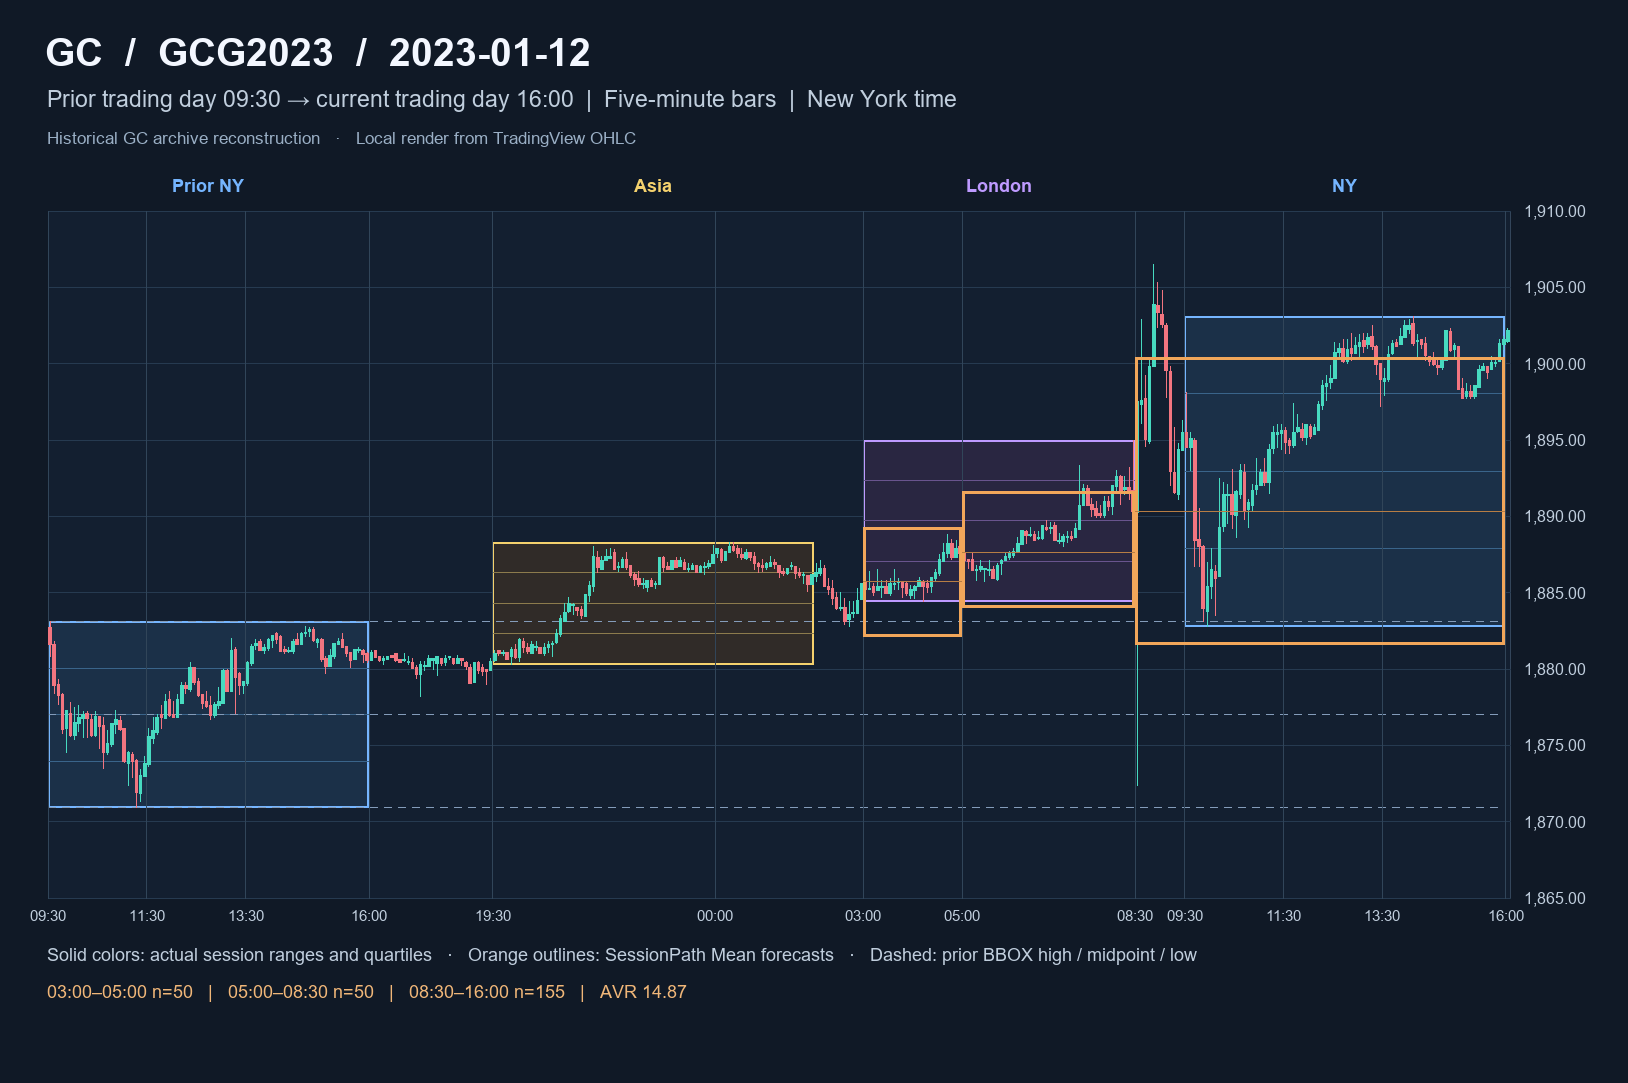 GC / GCG2023 / 2023-01-12
Prior trading day 09:30 → current trading day 16:00 | Five-minute bars | New York time
Historical GC archive reconstruction · Local render from TradingView OHLC
Prior NY Asia London NY
1,910.00
1,905.00
1,900.00
1,895.00
1,890.00
1,885.00
1,880.00
1,875.00
1,870.00
1,865.00
09:30 11:30 13:30 16:00 19:30 00:00 03:00 05:00 08:30 09:30 11:30 13:30 16:00
Solid colors: actual session ranges and quartiles · Orange outlines: SessionPath Mean forecasts · Dashed: prior BBOX high / midpoint / low
03:00–05:00 n=50 | 05:00–08:30 n=50 | 08:30–16:00 n=155 | AVR 14.87